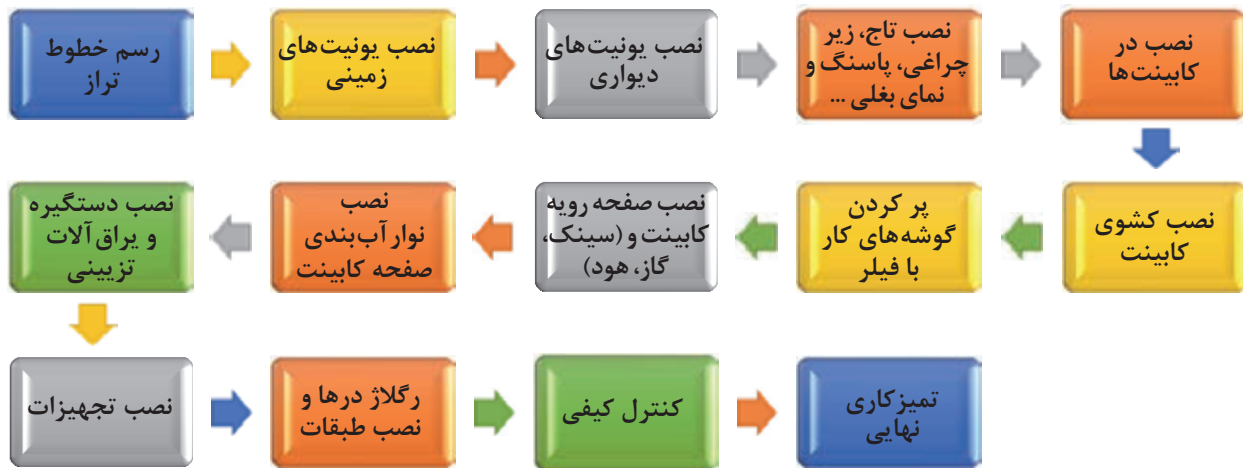 رسم خطوط
تراز
نصب یونیت‌های
زمینی
نصب یونیت‌های
دیواری
نصب تاج، زیر
چراغی، پاسنگ و
نمای بغلی ...
نصب در
کابینت‌ها
نصب کشوی
کابینت
پر کردن
گوشه‌های کار
با فیلر
نصب صفحه رویه
کابینت و (سینک،
گاز، هود)
نصب
نوار آب‌بندی
صفحه کابینت
نصب دستگیره
و یراق آلات
تزیینی
نصب تجهیزات
رگلاژ درها و
نصب طبقات
کنترل کیفی
تمیزکاری
نهایی